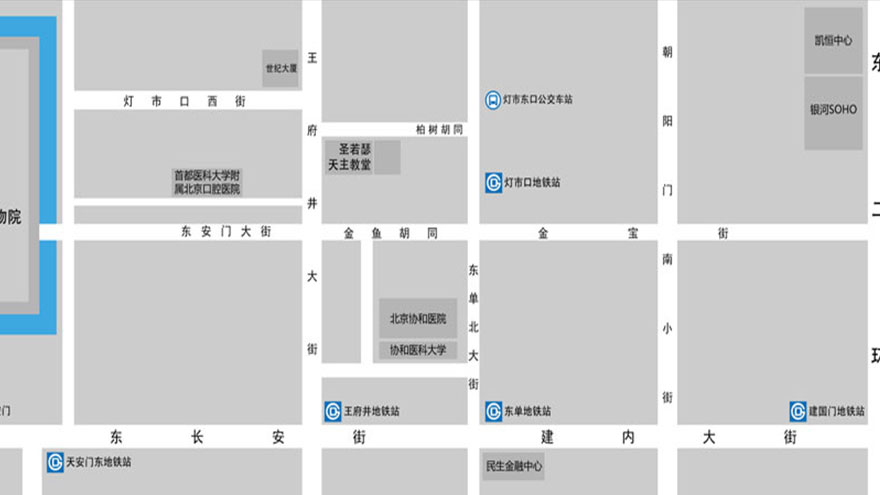 凯恒中心
王府井大街
朝阳门南小街
东二环
世纪大厦
灯市口西街
灯市东口公交车站
银河SOHO
柏树胡同
圣若瑟
天主教堂
首都医科大学附
属北京口腔医院
灯市口地铁站
物院
东安门大街
金鱼胡同
金宝街
东单北大街
北京协和医院
协和医科大学
王府井地铁站
东单地铁站
建国门地铁站
门
东长安街
建内大街
天安门东地铁站
民生金融中心